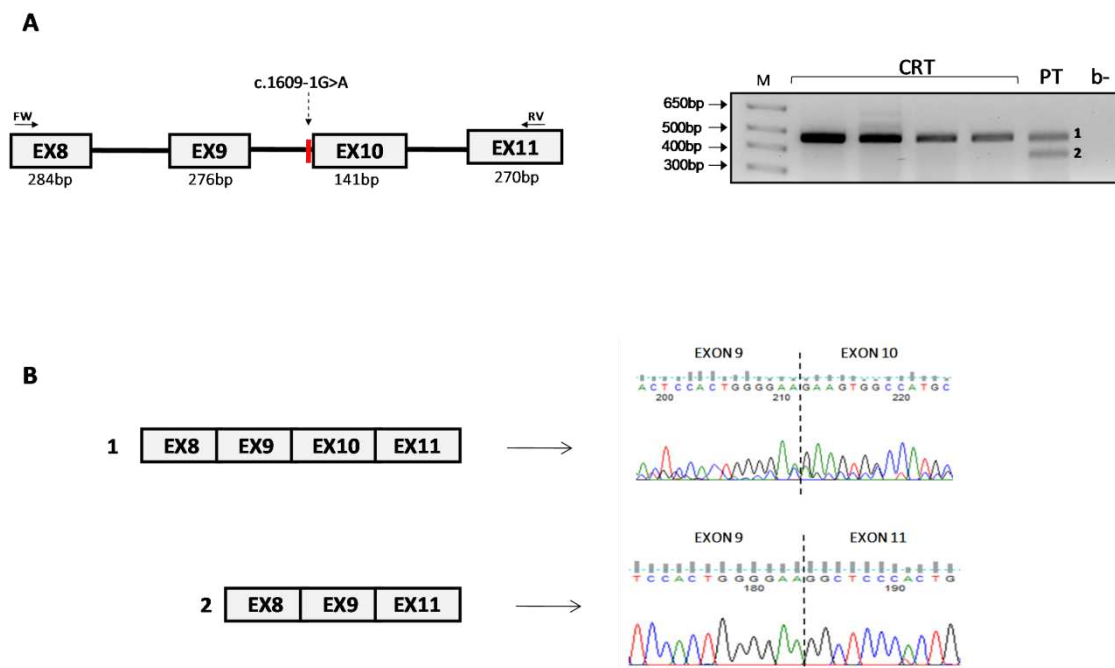 A
c.1609-1G>A
FW
RV
EX8
EX9
EX10
EX11
284bp
276bp
141bp
270bp
M
CRT
PT
b-
650bp
500bp
400bp
300bp
1
2
B
1
EX8
EX9
EX10
EX11
EXON 9
EXON 10
ACTCCACTGGGGAAGAAGTGGCCATGC
200
210
220
2
EX8
EX9
EX11
EXON 9
EXON 11
TCCACTGGGGAAGGCTCCCACTG
180
190